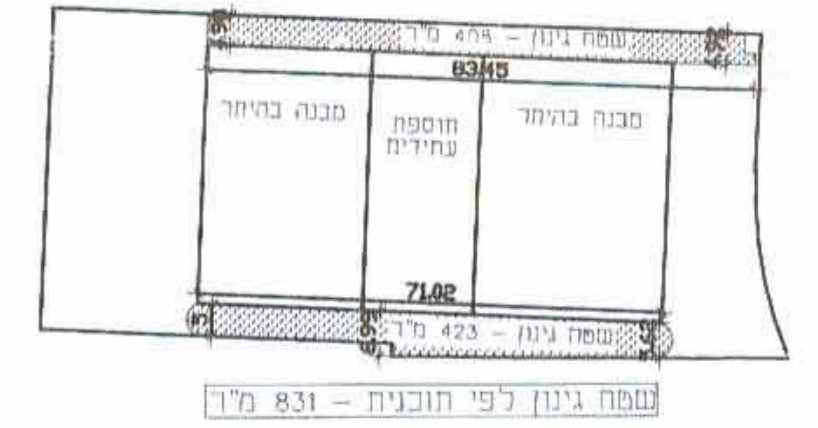 שטח גינון - 408 מ"ר
83.45
מבנה בהיתר
תוספת
עתידית
מבנה בהיתר
71.02
שטח גינון - 423 מ"ר
שטח גינון לפי תוכנית - 831 מ"ר